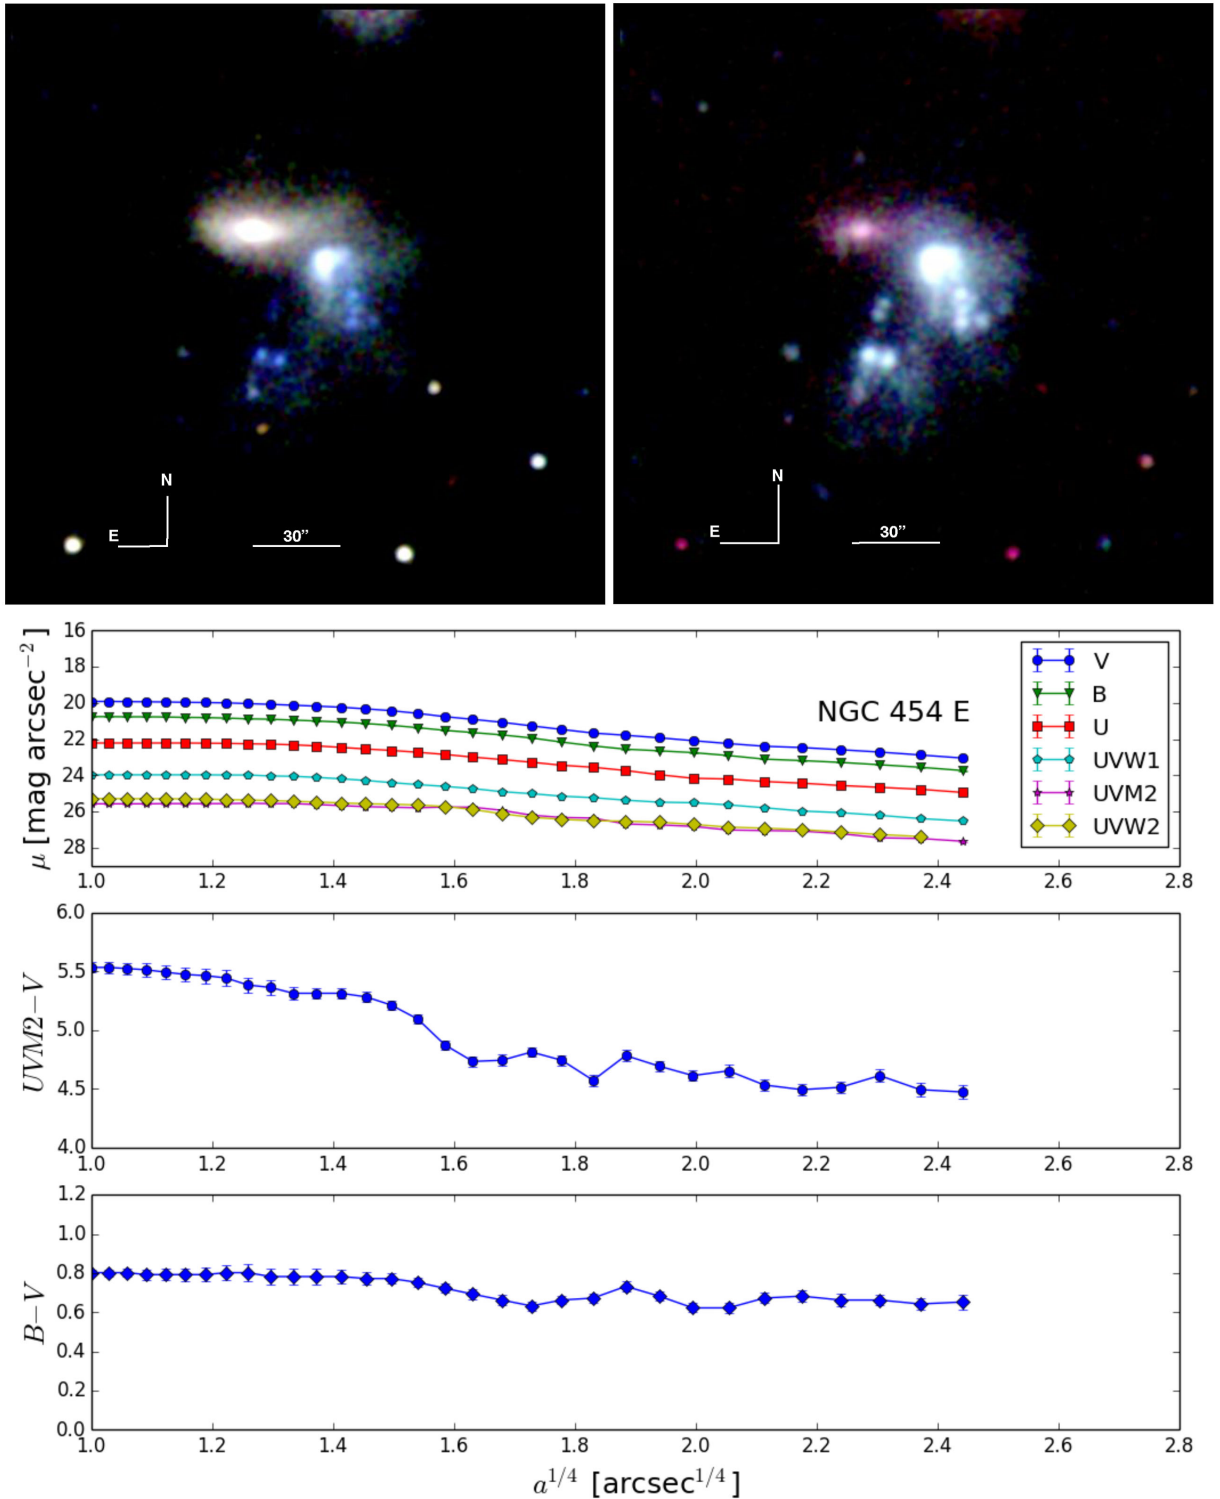 N
E
30”
N
E
30”
μ [mag arcsec⁻²]
16
18
20
22
24
26
28
NGC 454 E
V
B
U
UVW1
UVM2
UVW2
1.0 1.2 1.4 1.6 1.8 2.0 2.2 2.4 2.6 2.8
UVM2−V
6.0
5.5
5.0
4.5
4.0
1.0 1.2 1.4 1.6 1.8 2.0 2.2 2.4 2.6 2.8
B−V
1.2
1.0
0.8
0.6
0.4
0.2
0.0
1.0 1.2 1.4 1.6 1.8 2.0 2.2 2.4 2.6 2.8
a^{1/4} [arcsec^{1/4}]